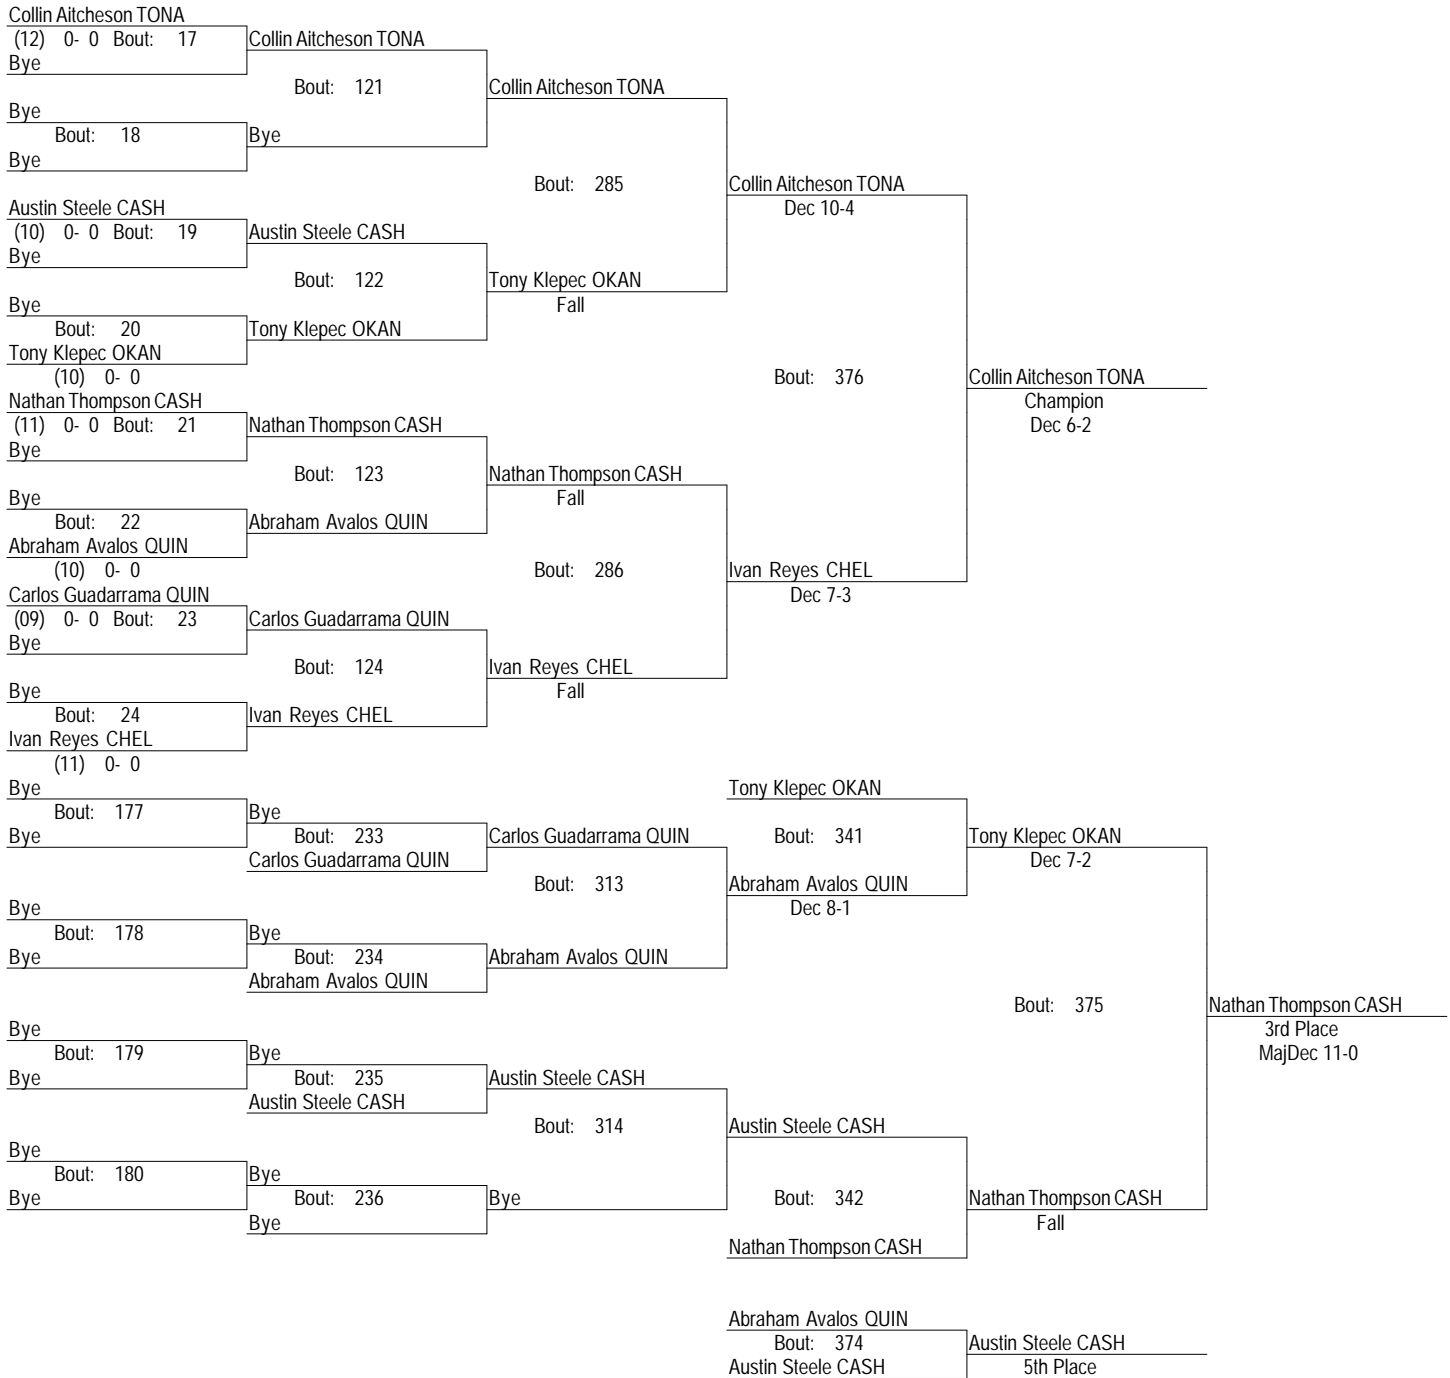 Collin Aitcheson TONA
(12) 0- 0 Bout: 17 Collin Aitcheson TONA
Bye
Bout: 121 Collin Aitcheson TONA
Bye
Bout: 18 Bye
Bye
Bout: 285 Collin Aitcheson TONA
Dec 10-4
Austin Steele CASH
(10) 0- 0 Bout: 19 Austin Steele CASH
Bye
Bout: 122 Tony Klepec OKAN
Bye Fall
Bout: 20 Tony Klepec OKAN
Tony Klepec OKAN
(10) 0- 0 Bout: 376 Collin Aitcheson TONA
Nathan Thompson CASH Champion
(11) 0- 0 Bout: 21 Nathan Thompson CASH Dec 6-2
Bye
Bout: 123 Nathan Thompson CASH
Bye Fall
Bout: 22 Abraham Avalos QUIN
Abraham Avalos QUIN
(10) 0- 0 Bout: 286 Ivan Reyes CHEL
Carlos Guadarrama QUIN Dec 7-3
(09) 0- 0 Bout: 23 Carlos Guadarrama QUIN
Bye
Bout: 124 Ivan Reyes CHEL
Bye Fall
Bout: 24 Ivan Reyes CHEL
Ivan Reyes CHEL
(11) 0- 0
Bye Tony Klepec OKAN
Bout: 177 Bye
Bye Bout: 233 Carlos Guadarrama QUIN Bout: 341 Tony Klepec OKAN
Carlos Guadarrama QUIN Dec 7-2
Bout: 313 Abraham Avalos QUIN
Bye Dec 8-1
Bout: 178 Bye
Bye Bout: 234 Abraham Avalos QUIN
Abraham Avalos QUIN
Bout: 375 Nathan Thompson CASH
Bye 3rd Place
Bout: 179 Bye MajDec 11-0
Bye Bout: 235 Austin Steele CASH
Austin Steele CASH
Bout: 314 Austin Steele CASH
Bye
Bout: 180 Bye
Bye Bout: 236 Bye Bout: 342 Nathan Thompson CASH
Bye Fall
Nathan Thompson CASH
Abraham Avalos QUIN
Bout: 374 Austin Steele CASH
Austin Steele CASH 5th Place